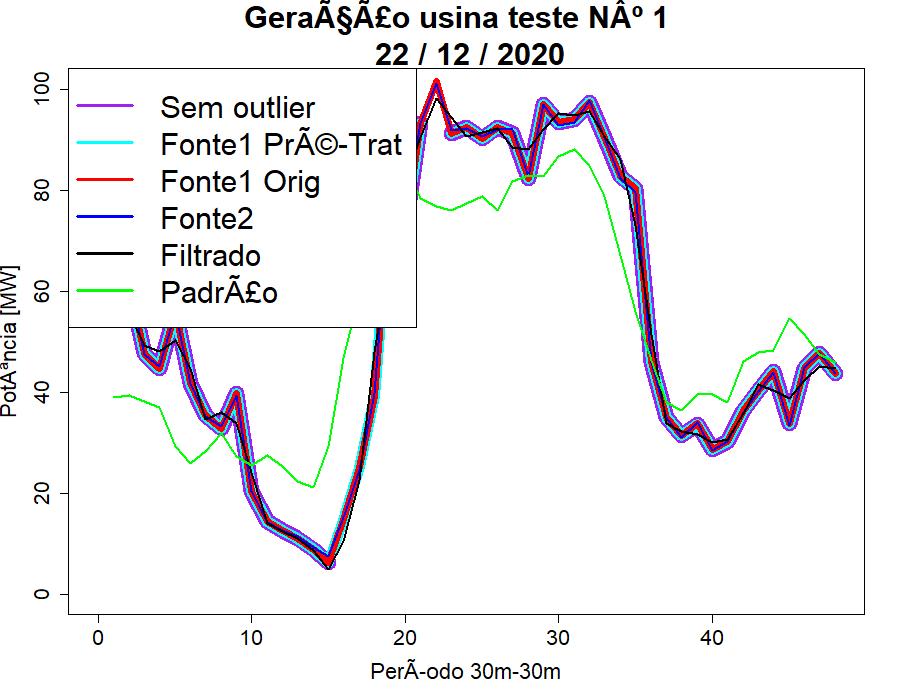 GeraÃ§Ã£o usina teste NÂº 1
22 / 12 / 2020
Sem outlier
Fonte1 PrÃ©-Trat
Fonte1 Orig
Fonte2
Filtrado
PadrÃ£o
PotÃªncia [MW]
100
80
60
40
20
0
0 10 20 30 40
PerÃ­-odo 30m-30m